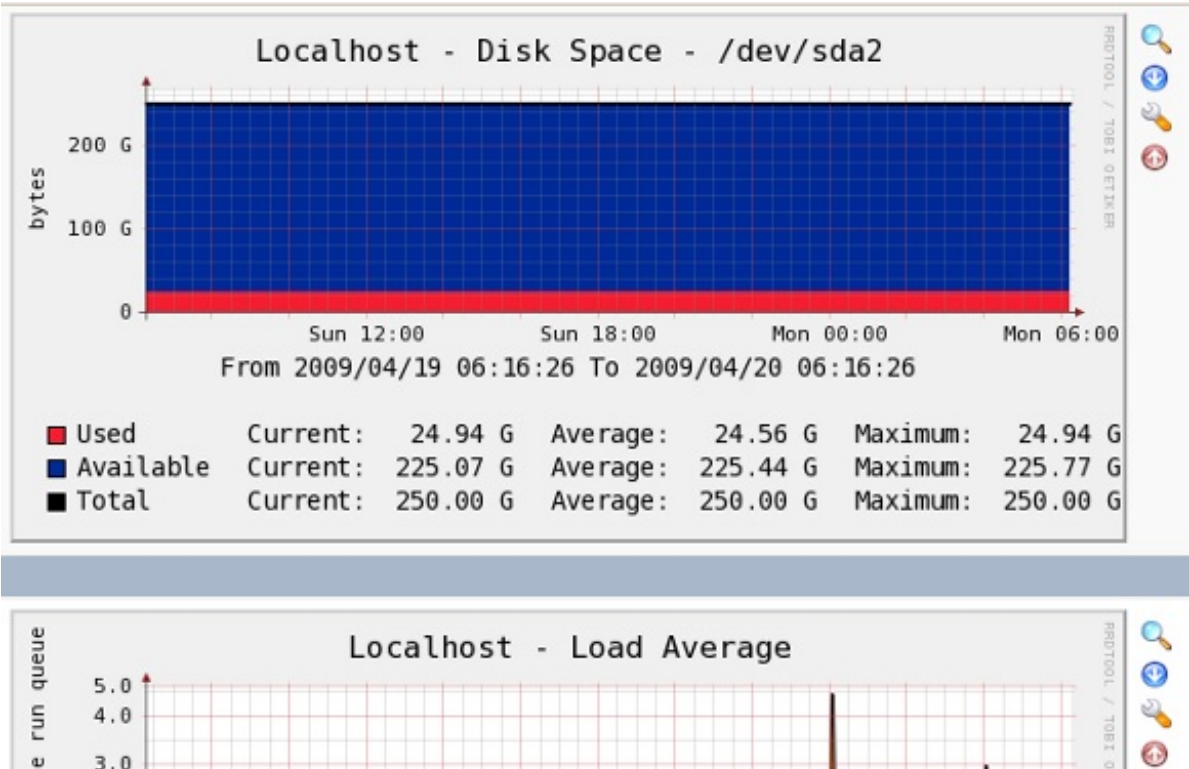 Localhost - Disk Space - /dev/sda2
RRDTOOL / TOBI OETIKER
bytes
200 G
100 G
0
Sun 12:00 Sun 18:00 Mon 00:00 Mon 06:00
From 2009/04/19 06:16:26 To 2009/04/20 06:16:26
Used Current: 24.94 G Average: 24.56 G Maximum: 24.94 G
Available Current: 225.07 G Average: 225.44 G Maximum: 225.77 G
Total Current: 250.00 G Average: 250.00 G Maximum: 250.00 G
Localhost - Load Average
RRDTOOL / TOBI O
run queue
5.0
4.0
3.0